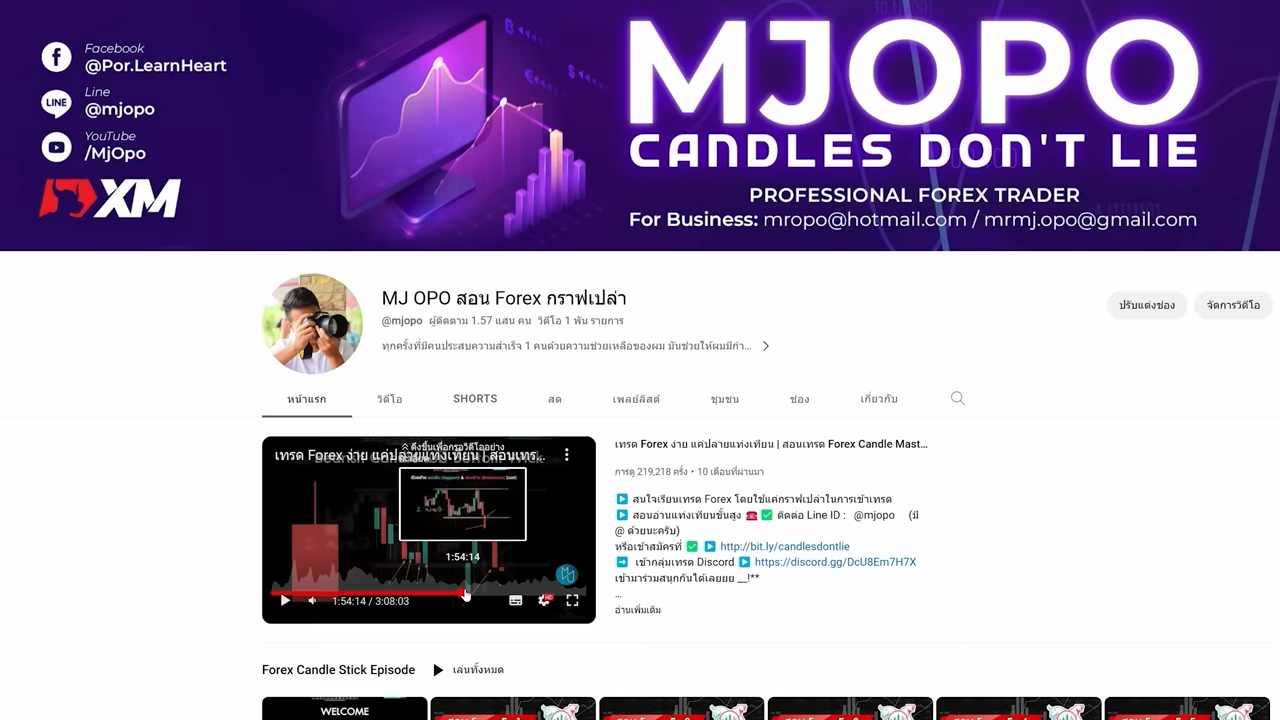 Facebook
@Por.LearnHeart
Line
LINE
@mjopo
YouTube
/MjOpo
XM
MJOPO
CANDLES DON'T LIE
PROFESSIONAL FOREX TRADER
For Business: mropo@hotmail.com / mrmj.opo@gmail.com
MJ OPO สอน Forex กราฟเปล่า
@mjopo ผู้ติดตาม 1.57 แสน คน วิดีโอ 1 พัน รายการ
ทุกครั้งที่มีคนประสบความสำเร็จ 1 คนด้วยความช่วยเหลือของผม มันช่วยให้ผมมีกำ...
ปรับแต่งช่อง
จัดการวิดีโอ
หน้าแรก วิดีโอ SHORTS สด เพลย์ลิสต์ ชุมชน ช่อง เกี่ยวกับ
เทรด Forex ง่าย แค่ปลายแท่งเทียน | สอนเทร...
1:54:14
1:54:14 / 3:08:03
HD
เทรด Forex ง่าย แค่ปลายแท่งเทียน | สอนเทรด Forex Candle Mast...
การดู 219,218 ครั้ง • 10 เดือนที่ผ่านมา
สนใจเรียนเทรด Forex โดยใช้แค่กราฟเปล่าในการเข้าเทรด
สอนอ่านแท่งเทียนขั้นสูง ☎️ ✅ ติดต่อ Line ID : @mjopo (มี
@ ด้วยนะครับ)
หรือเข้าสมัครที่ ✅ ▶️ http://bit.ly/candlesdontlie
➡️ เข้ากลุ่มเทรด Discord ▶️ https://discord.gg/DcU8Em7H7X
เข้ามาร่วมสนุกกันได้เลยยย __!**
...
อ่านเพิ่มเติม
Forex Candle Stick Episode
เล่นทั้งหมด
WELCOME